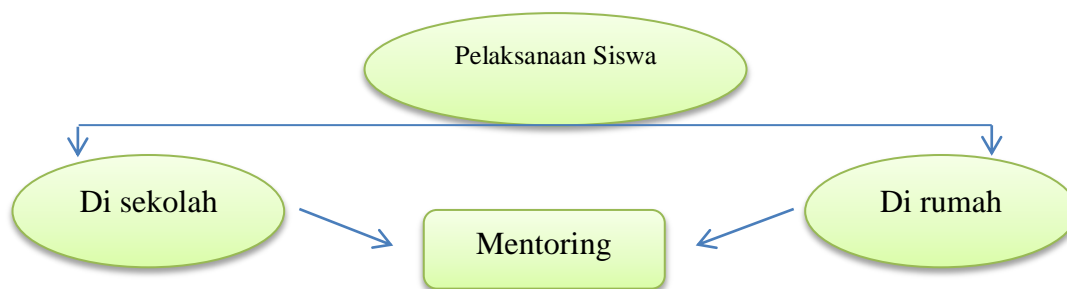 Pelaksanaan Siswa
Di sekolah
Di rumah
Mentoring